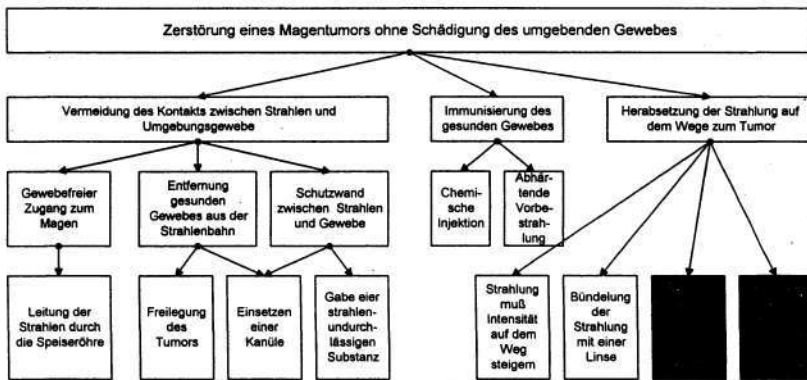 Zerstörung eines Magentumors ohne Schädigung des umgebenden Gewebes
Vermeidung des Kontakts zwischen Strahlen und
Umgebungsgewebe
Immunisierung des
gesunden Gewebes
Herabsetzung der Strahlung auf
dem Wege zum Tumor
Gewebefreier
Zugang zum
Magen
Entfernung
gesunden
Gewebes aus der
Strahlenbahn
Schutzwand
zwischen Strahlen
und Gewebe
Chemi-
sche
Injektion
Abhär-
tende
Vorbe-
strah-
lung
Leitung der
Strahlen durch
die Speiseröhre
Freilegung
des
Tumors
Einsetzen
einer
Kanüle
Gabe eier
strahlen-
undurch-
lässigen
Substanz
Strahlung
muß
Intensität
auf dem
Weg
steigern
Bündelung
der
Strahlung
mit einer
Linse